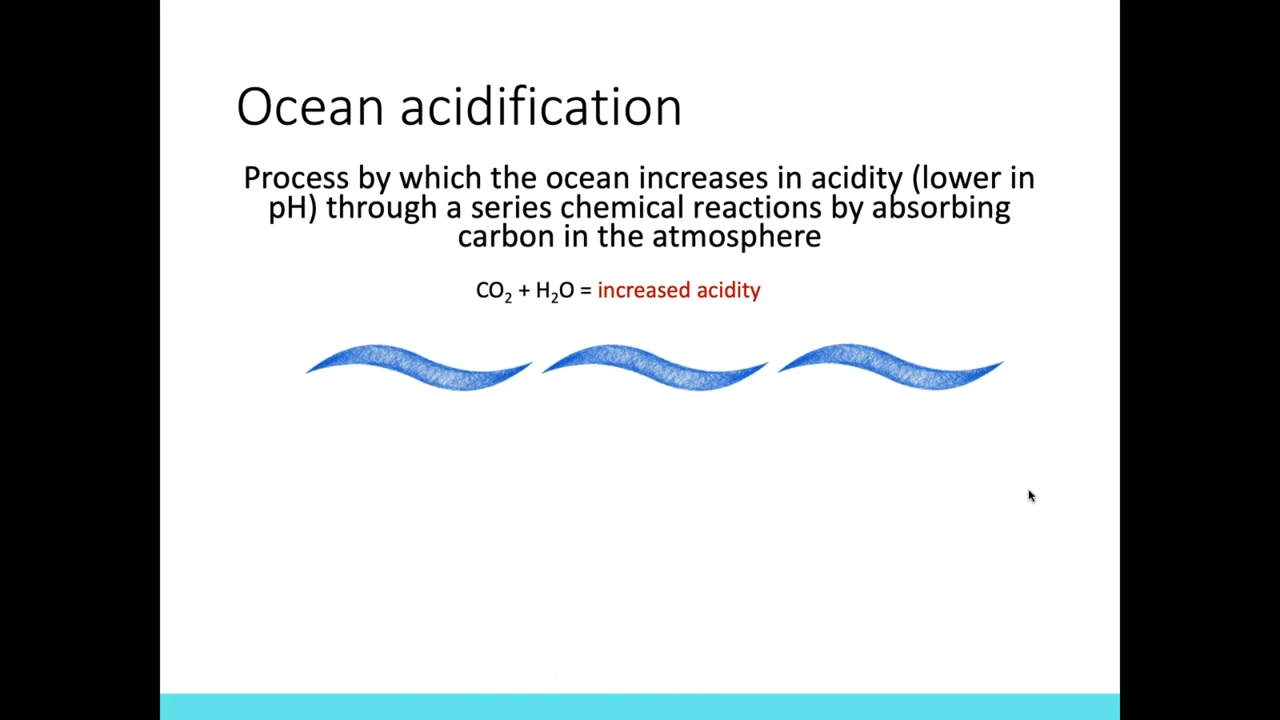 Ocean acidification
Process by which the ocean increases in acidity (lower in
pH) through a series chemical reactions by absorbing
carbon in the atmosphere
CO₂ + H₂O = increased acidity